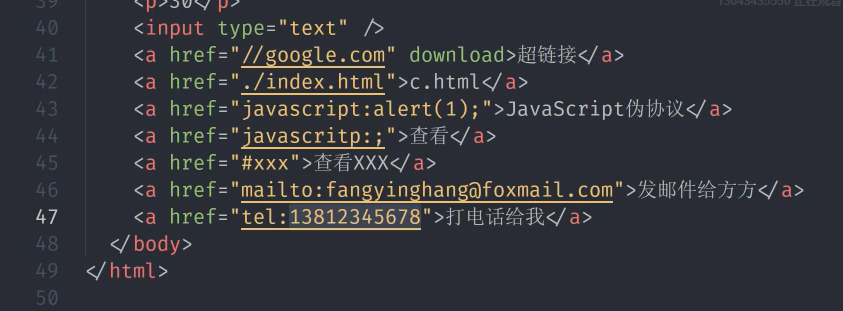 39 <p>30</p>
40 <input type="text" />
41 <a href="//google.com" download>超链接</a>
42 <a href="./index.html">c.html</a>
43 <a href="javascript:alert(1);">JavaScript伪协议</a>
44 <a href="javascritp:;">查看</a>
45 <a href="#xxx">查看XXX</a>
46 <a href="mailto:fangyinghang@foxmail.com">发邮件给方方</a>
47 <a href="tel:13812345678">打电话给我</a>
48 </body>
49 </html>
50